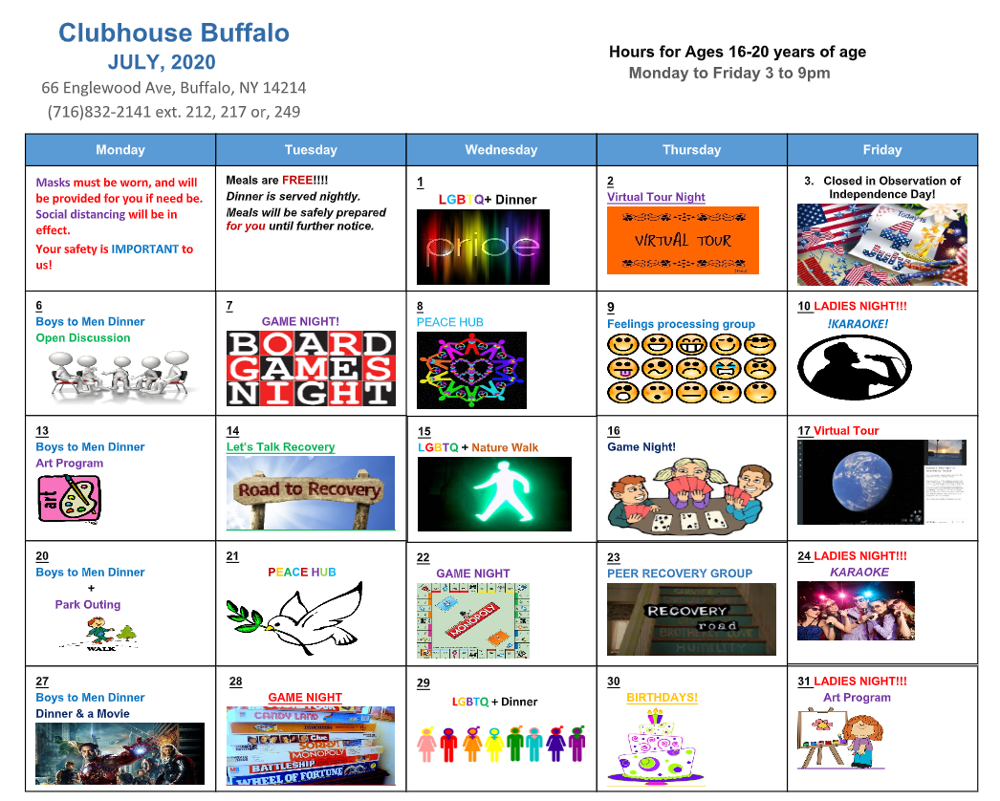 Clubhouse Buffalo
JULY, 2020
66 Englewood Ave, Buffalo, NY 14214
(716)832-2141 ext. 212, 217 or, 249
Hours for Ages 16-20 years of age
Monday to Friday 3 to 9pm
Monday Tuesday Wednesday Thursday Friday
Masks must be worn, and will
be provided for you if need be.
Social distancing will be in
effect.
Your safety is IMPORTANT to
us!
Meals are FREE!!!!
Dinner is served nightly.
Meals will be safely prepared
for you until further notice.
1
LGBTQ+ Dinner
pride
2
Virtual Tour Night
VIRTUAL TOUR
3. Closed in Observation of
Independence Day!
Today is
4
July
6
Boys to Men Dinner
Open Discussion
7
GAME NIGHT!
BOARD
GAMES
NIGHT
8
PEACE HUB
9
Feelings processing group
10 LADIES NIGHT!!!
!KARAOKE!
13
Boys to Men Dinner
Art Program
art
14
Let's Talk Recovery
Road to Recovery
15
LGBTQ + Nature Walk
16
Game Night!
17 Virtual Tour
20
Boys to Men Dinner
+
Park Outing
WALK
21
PEACE HUB
22
GAME NIGHT
MONOPOLY
23
PEER RECOVERY GROUP
SERVICE
RECOVERY
road
BROTHERLY LOVE
HUMILITY
24 LADIES NIGHT!!!
KARAOKE
27
Boys to Men Dinner
Dinner & a Movie
28
GAME NIGHT
CANDY LAND
Clue
SORRY!
MONOPOLY
BATTLESHIP
WHEEL OF FORTUNE
29
LGBTQ + Dinner
30
BIRTHDAYS!
31 LADIES NIGHT!!!
Art Program